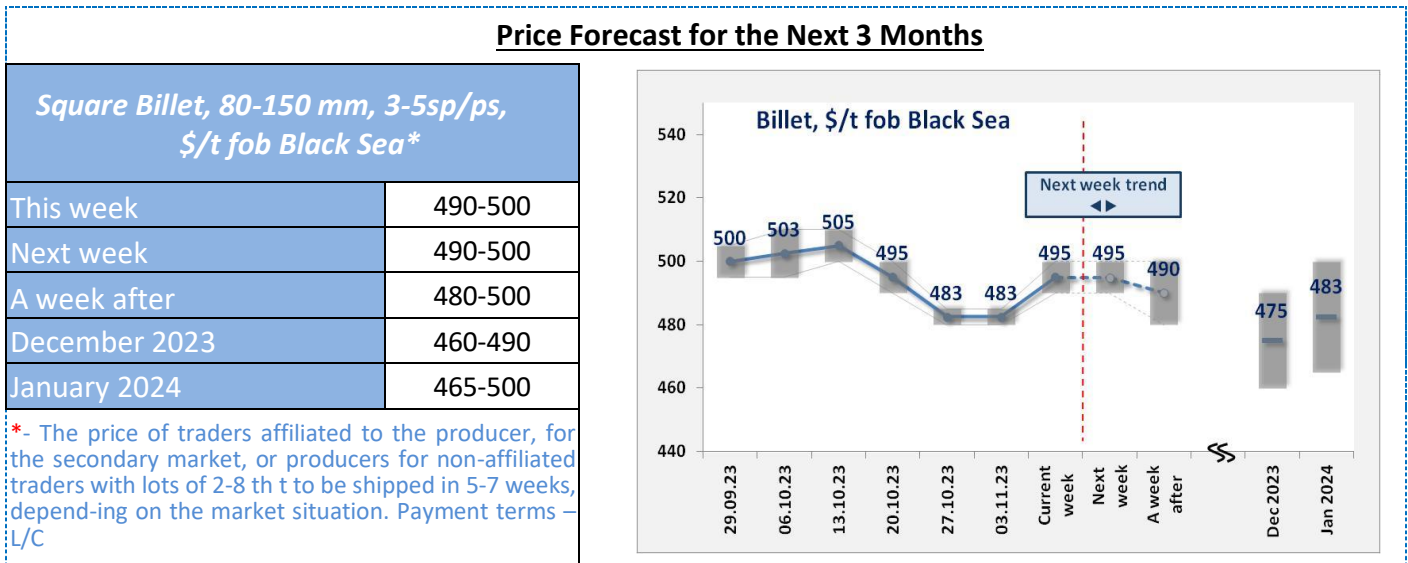 Price Forecast for the Next 3 Months
Square Billet, 80-150 mm, 3-5sp/ps,
$/t fob Black Sea*
This week 490-500
Next week 490-500
A week after 480-500
December 2023 460-490
January 2024 465-500
*- The price of traders affiliated to the producer, for
the secondary market, or producers for non-affiliated
traders with lots of 2-8 th t to be shipped in 5-7 weeks,
depend-ing on the market situation. Payment terms –
L/C
Billet, $/t fob Black Sea
Next week trend
◄►
540
520
500
480
460
440
500 503 505 495 483 483 495 495 490 475 483
29.09.23
06.10.23
13.10.23
20.10.23
27.10.23
03.11.23
Current
week
Next
week
A week
after
Dec 2023
Jan 2024